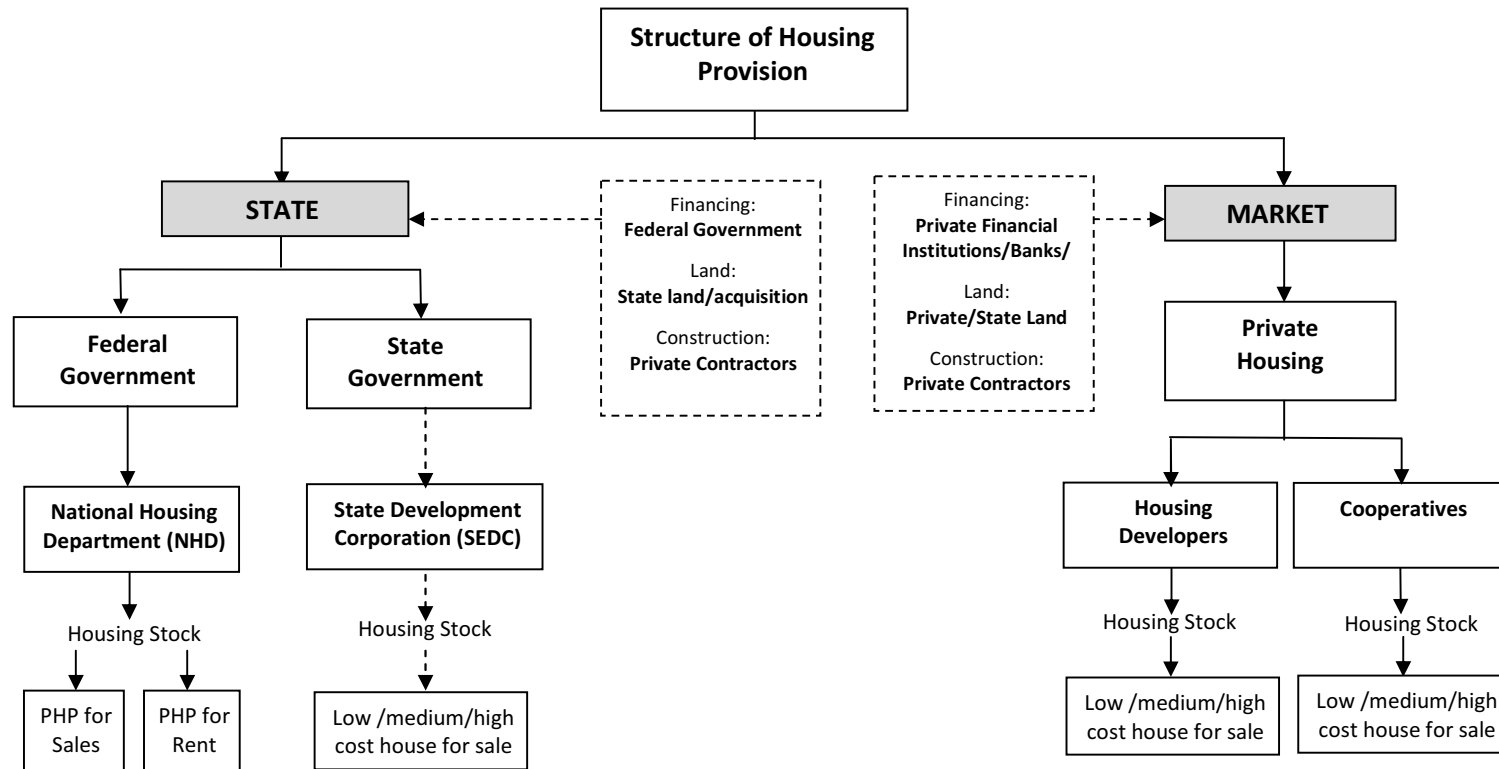 Structure of Housing
Provision
STATE
Financing:
Federal Government
Land:
State land/acquisition
Construction:
Private Contractors
Financing:
Private Financial
Institutions/Banks/
Land:
Private/State Land
Construction:
Private Contractors
MARKET
Federal
Government
State
Government
Private
Housing
National Housing
Department (NHD)
State Development
Corporation (SEDC)
Housing
Developers
Cooperatives
Housing Stock
Housing Stock
Housing Stock
Housing Stock
PHP for
Sales
PHP for
Rent
Low /medium/high
cost house for sale
Low /medium/high
cost house for sale
Low /medium/high
cost house for sale